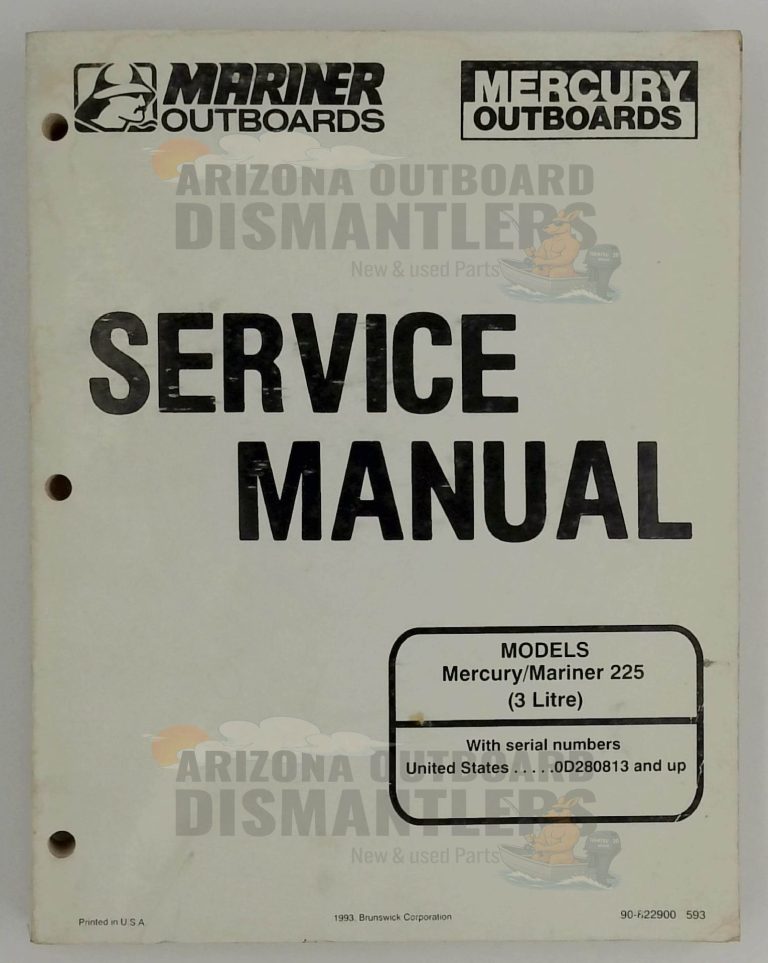 MARINER
OUTBOARDS
MERCURY
OUTBOARDS
ARIZONA OUTBOARD
DISMANTLERS
New & used Parts
SERVICE
MANUAL
MODELS
Mercury/Mariner 225
(3 Litre)
With serial numbers
United States .....0D280813 and up
ARIZONA OUTBOARD
DISMANTLERS
New & used Parts
Printed in U.S.A.
1993, Brunswick Corporation
90-822900 593